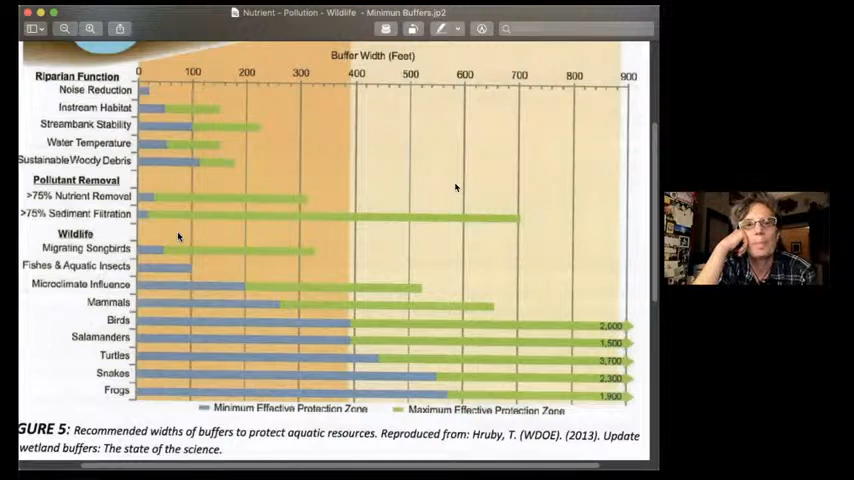 Nutrient - Pollution - Wildlife - Minimun Buffers.jp2
Buffer Width (Feet)
Riparian Function
0 100 200 300 400 500 600 700 800 900
Noise Reduction
Instream Habitat
Streambank Stability
Water Temperature
Sustainable Woody Debris
Pollutant Removal
>75% Nutrient Removal
>75% Sediment Filtration
Wildlife
Migrating Songbirds
Fishes & Aquatic Insects
Microclimate Influence
Mammals
Birds 2,000
Salamanders 1,500
Turtles 3,700
Snakes 2,300
Frogs 1,900
Minimum Effective Protection Zone Maximum Effective Protection Zone
GURE 5: Recommended widths of buffers to protect aquatic resources. Reproduced from: Hruby, T. (WDOE). (2013). Update
wetland buffers: The state of the science.